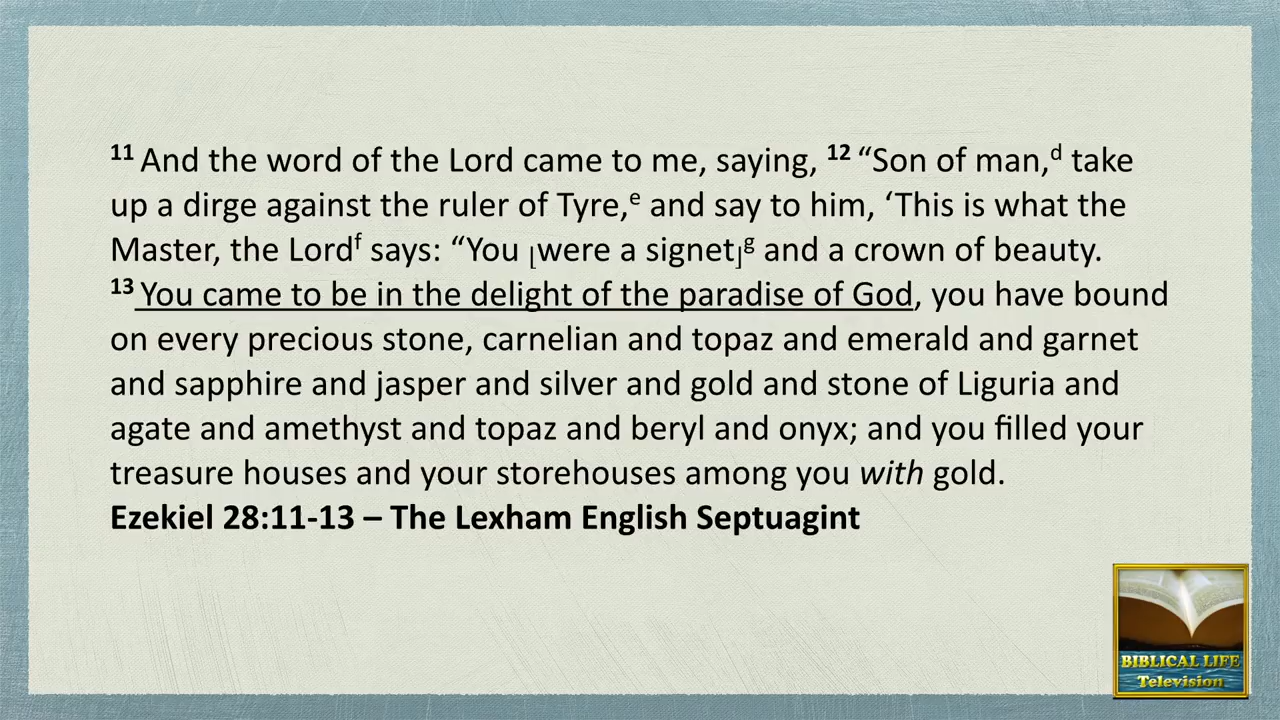 11 And the word of the Lord came to me, saying, 12 “Son of man,d take
up a dirge against the ruler of Tyre,e and say to him, ‘This is what the
Master, the Lordf says: “You ⌊were a signet⌋g and a crown of beauty.
13 You came to be in the delight of the paradise of God, you have bound
on every precious stone, carnelian and topaz and emerald and garnet
and sapphire and jasper and silver and gold and stone of Liguria and
agate and amethyst and topaz and beryl and onyx; and you filled your
treasure houses and your storehouses among you with gold.
Ezekiel 28:11-13 – The Lexham English Septuagint
BIBLICAL LIFE
Television